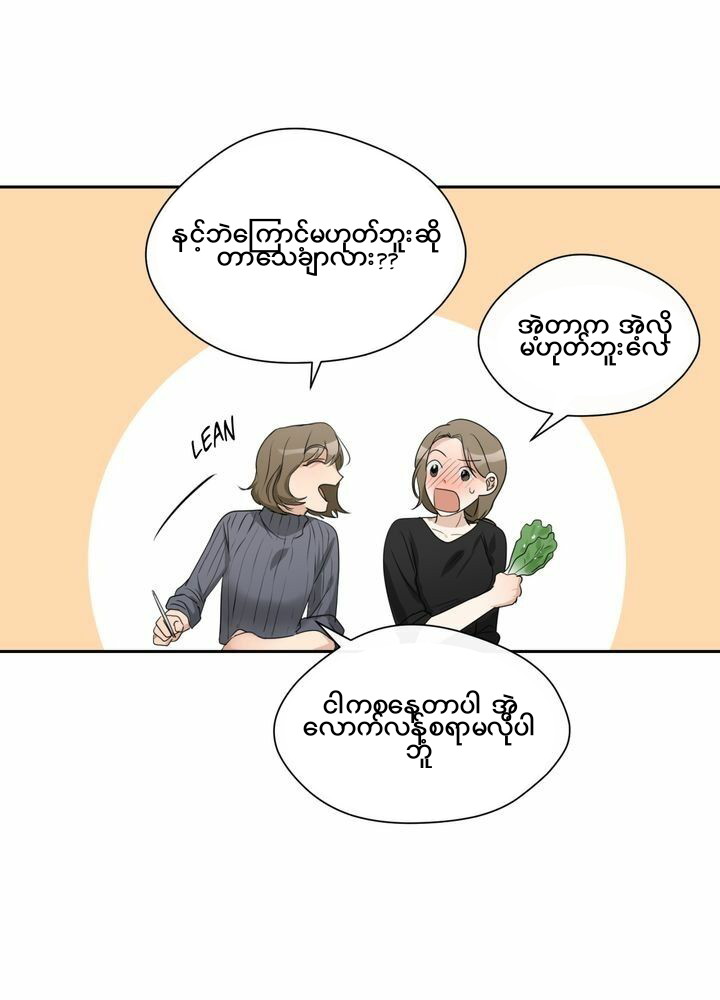 နင့်ဘဲကြောင့်မဟုတ်ဘူးဆို
တာသေချာလား??
အဲ့တာက အဲ့လို
မဟုတ်ဘူးလေ
LEAN
ငါကစနေတာပါ အဲ့
လောက်လန့်စရာမလိုပါ
ဘူး